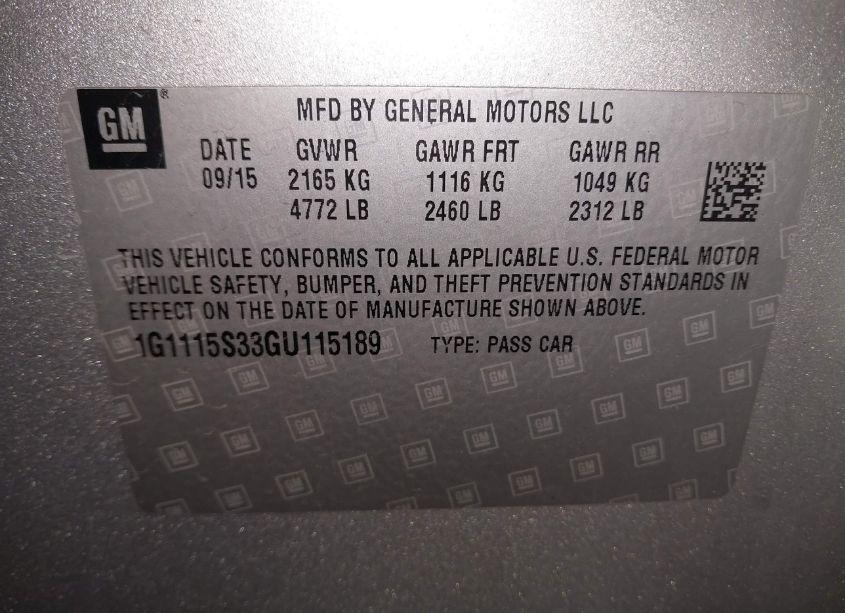 GM
MFD BY GENERAL MOTORS LLC
DATE GVWR GAWR FRT GAWR RR
09/15 2165 KG 1116 KG 1049 KG
4772 LB 2460 LB 2312 LB
THIS VEHICLE CONFORMS TO ALL APPLICABLE U.S. FEDERAL MOTOR
VEHICLE SAFETY, BUMPER, AND THEFT PREVENTION STANDARDS IN
EFFECT ON THE DATE OF MANUFACTURE SHOWN ABOVE.
1G1115S33GU115189 TYPE: PASS CAR